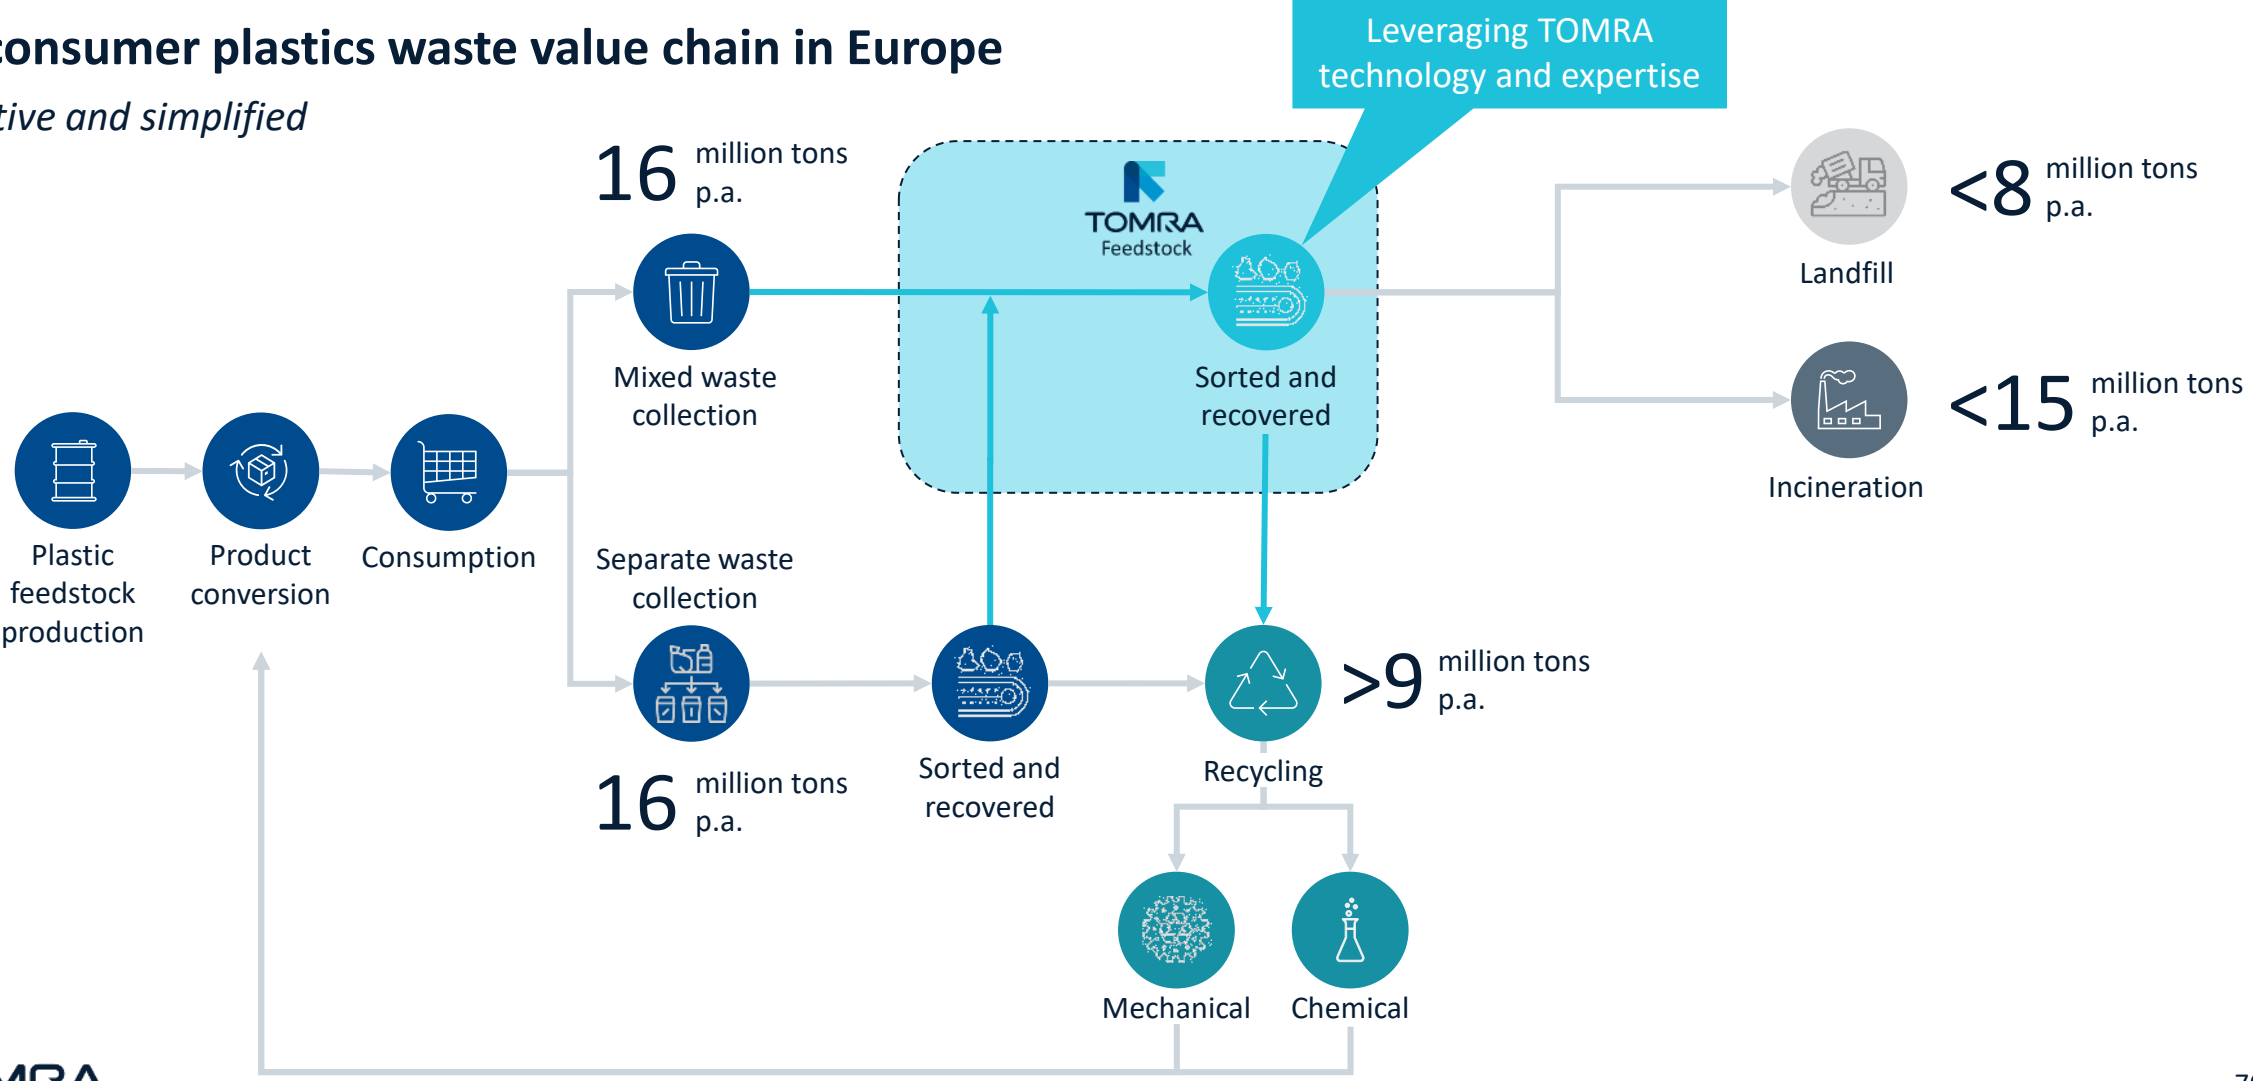 consumer plastics waste value chain in Europe
tive and simplified
Leveraging TOMRA
technology and expertise
16 million tons
p.a.
TOMRA
Feedstock
<8 million tons
p.a.
Landfill
Mixed waste
collection
Sorted and
recovered
<15 million tons
p.a.
Incineration
Plastic
feedstock
production
Product
conversion
Consumption
Separate waste
collection
16 million tons
p.a.
Sorted and
recovered
>9 million tons
p.a.
Recycling
Mechanical
Chemical